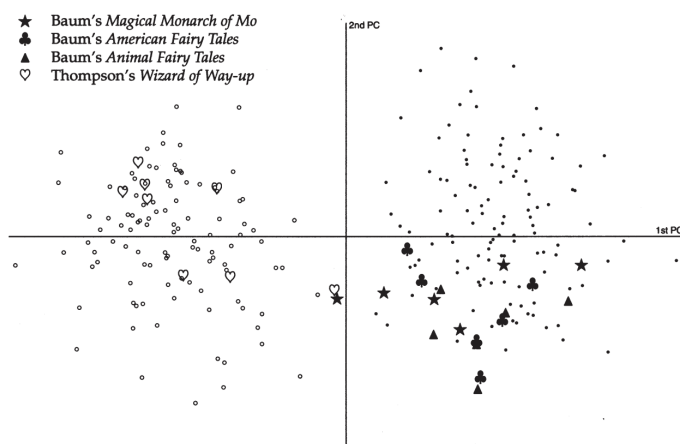 Baum's Magical Monarch of Mo
Baum's American Fairy Tales
Baum's Animal Fairy Tales
Thompson's Wizard of Way-up
2nd PC
1st PC